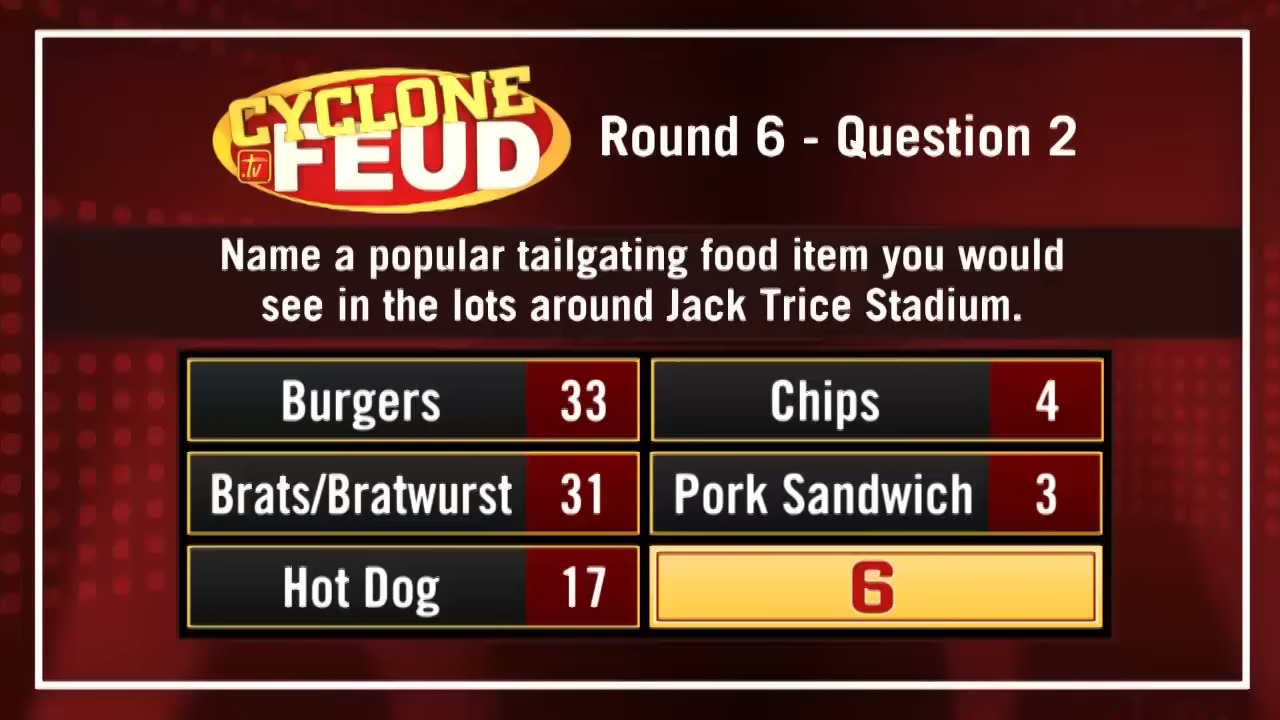 CYCLONE
.tv FEUD
Round 6 - Question 2
Name a popular tailgating food item you would
see in the lots around Jack Trice Stadium.
Burgers 33
Chips 4
Brats/Bratwurst 31
Pork Sandwich 3
Hot Dog 17
6